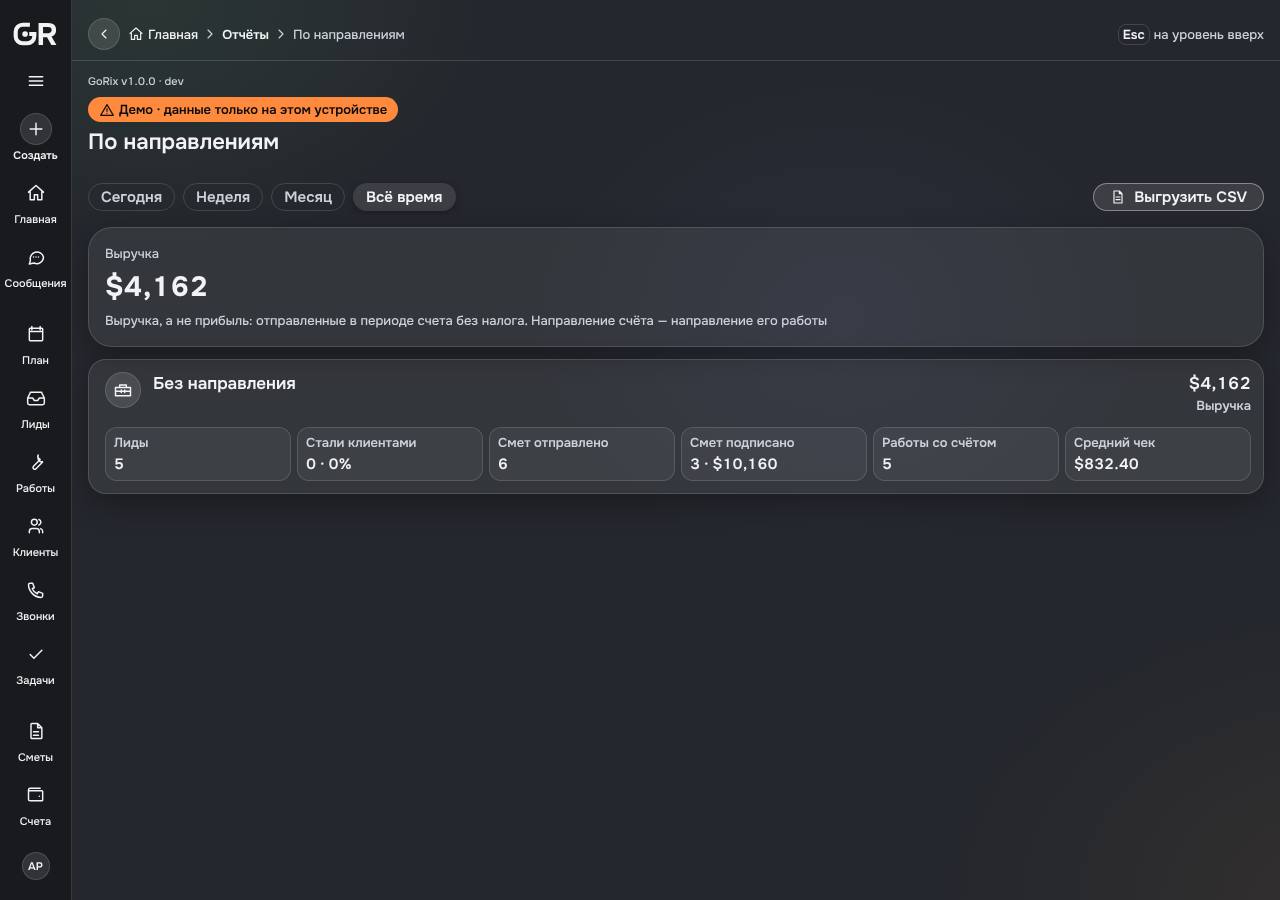 GR
Главная
Отчёты
По направлениям
Esc на уровень вверх
GoRix v1.0.0 · dev
Демо · данные только на этом устройстве
По направлениям
Сегодня
Неделя
Месяц
Всё время
Выгрузить CSV
Выручка
$4,162
Выручка, а не прибыль: отправленные в периоде счета без налога. Направление счёта — направление его работы
Без направления
$4,162
Выручка
Лиды
5
Стали клиентами
0 · 0%
Смет отправлено
6
Смет подписано
3 · $10,160
Работы со счётом
5
Средний чек
$832.40
Создать
Главная
Сообщения
План
Лиды
Работы
Клиенты
Звонки
Задачи
Сметы
Счета
AP